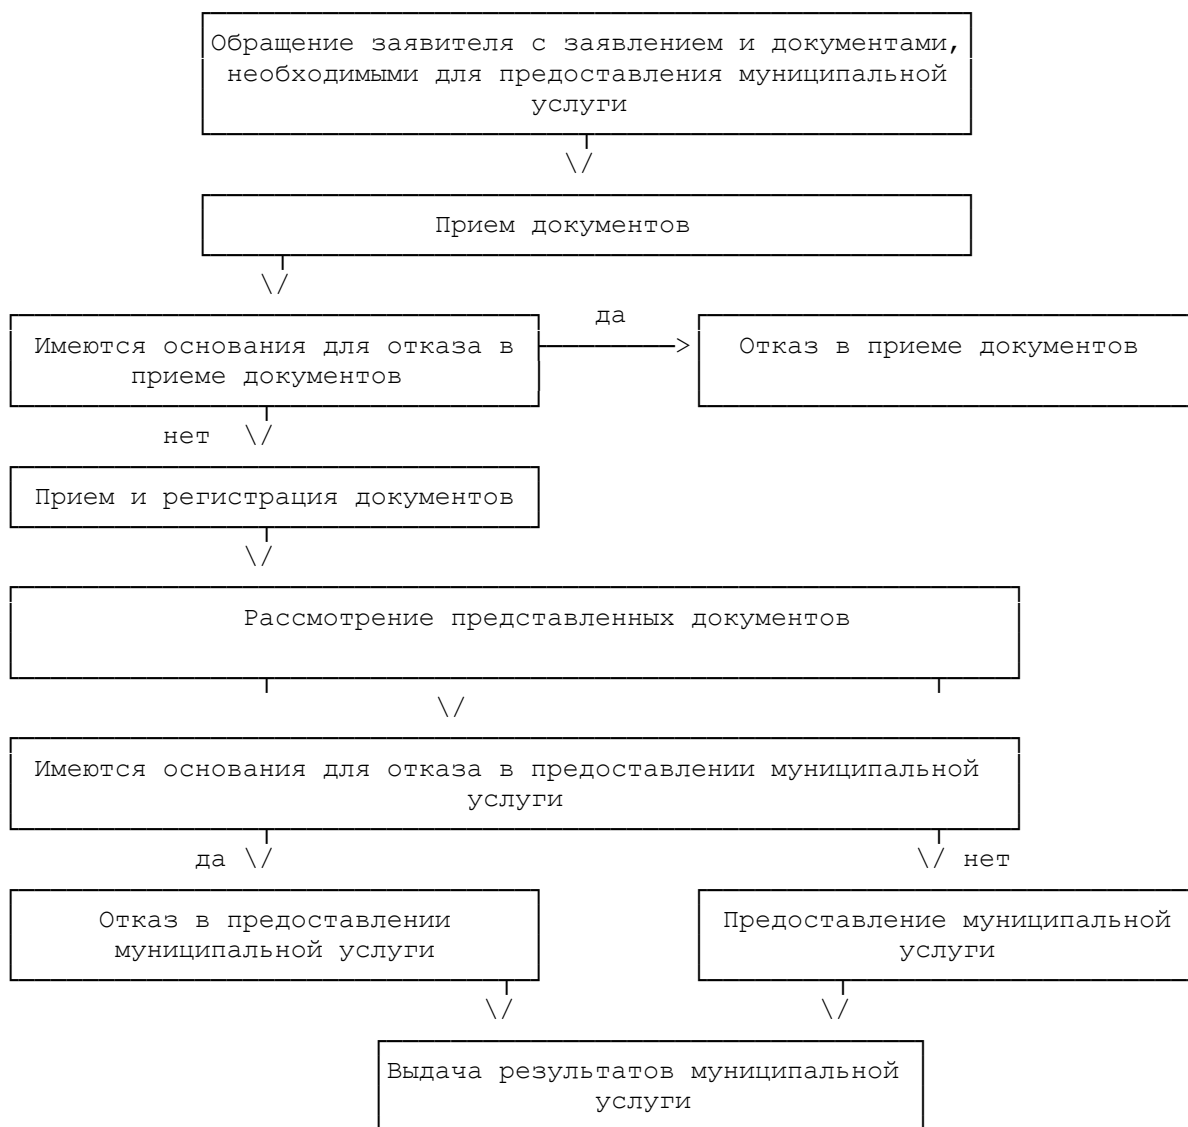 Обращение заявителя с заявлением и документами,
необходимыми для предоставления муниципальной
услуги
\/
Прием документов
\/
да
Имеются основания для отказа в
приеме документов
>
Отказ в приеме документов
нет \/
Прием и регистрация документов
\/
Рассмотрение представленных документов
\/
Имеются основания для отказа в предоставлении муниципальной
услуги
да \/
\/ нет
Отказ в предоставлении
муниципальной услуги
Предоставление муниципальной
услуги
\/
\/
Выдача результатов муниципальной
услуги